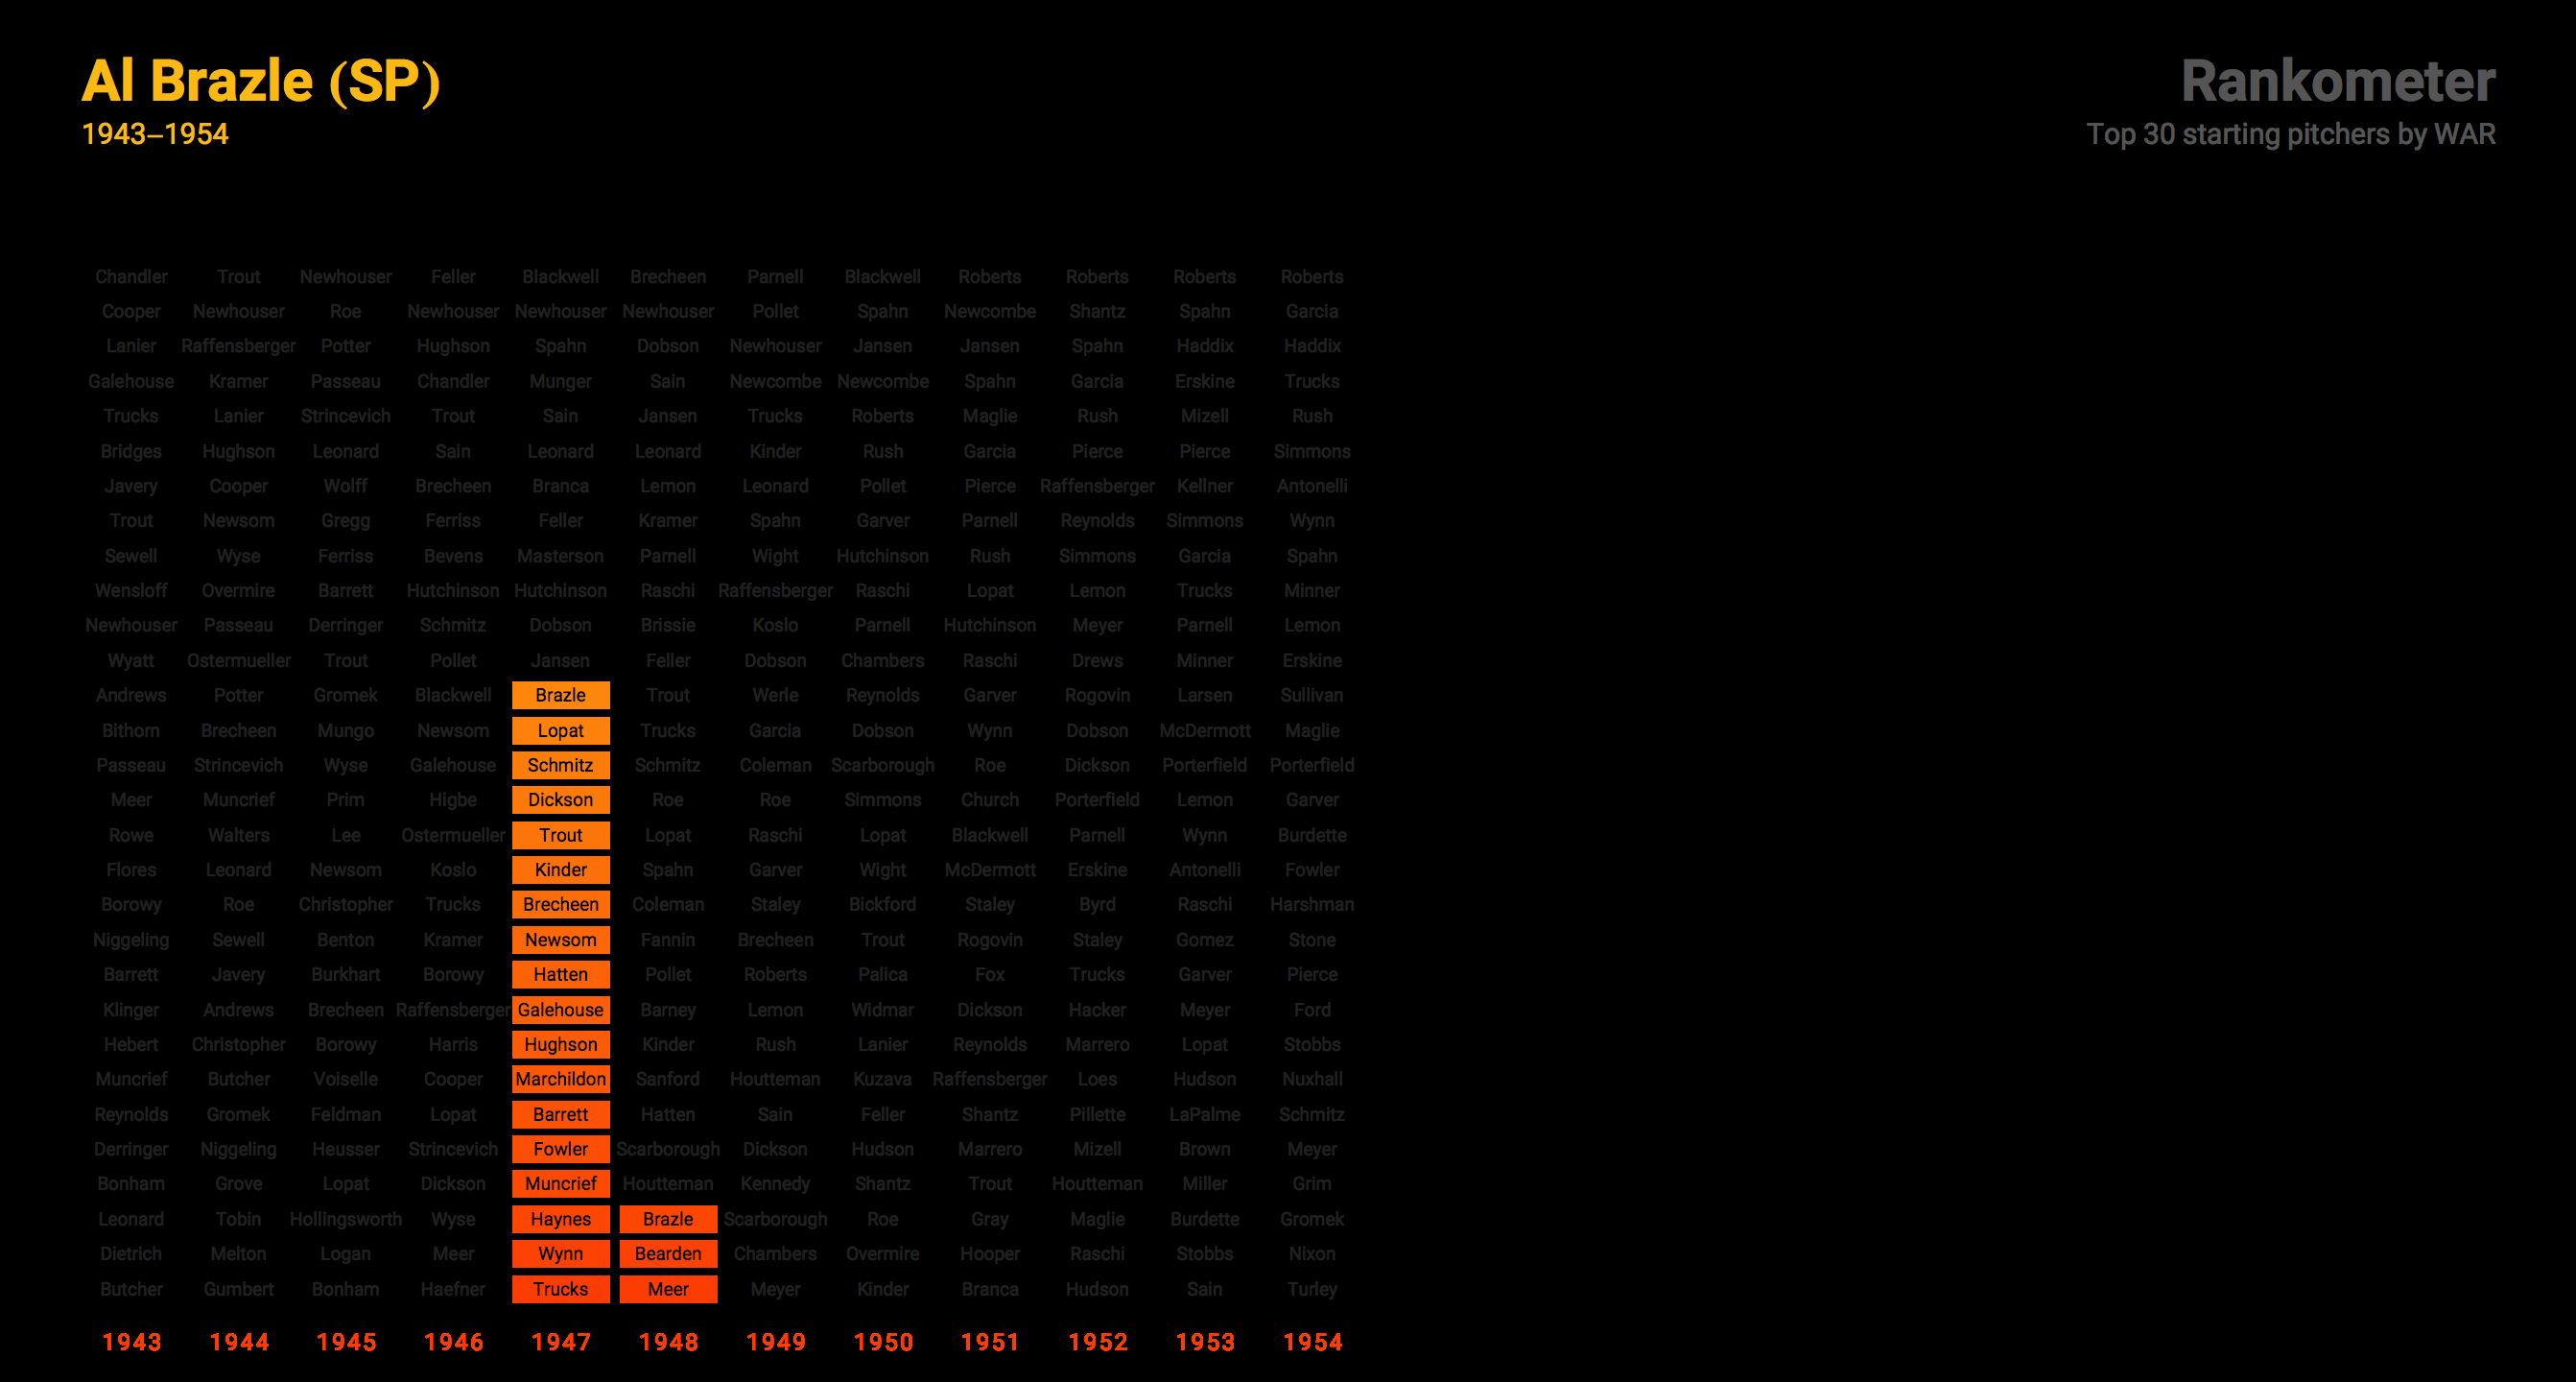 Al Brazle (SP)
1943–1954
Rankometer
Top 30 starting pitchers by WAR
Chandler Trout Newhouser Feller Blackwell Brecheen Parnell Blackwell Roberts Roberts Roberts Roberts
Cooper Newhouser Roe Newhouser Newhouser Newhouser Pollet Spahn Newcombe Shantz Spahn Garcia
Lanier Raffensberger Potter Hughson Spahn Dobson Newhouser Jansen Jansen Spahn Haddix Haddix
Galehouse Kramer Passeau Chandler Munger Sain Newcombe Newcombe Spahn Garcia Erskine Trucks
Trucks Lanier Strincevich Trout Sain Jansen Trucks Roberts Maglie Rush Mizell Rush
Bridges Hughson Leonard Sain Leonard Leonard Kinder Rush Garcia Pierce Pierce Simmons
Javery Cooper Wolff Brecheen Branca Lemon Leonard Pollet Pierce Raffensberger Kellner Antonelli
Trout Newsom Gregg Ferriss Feller Kramer Spahn Garver Parnell Reynolds Simmons Wynn
Sewell Wyse Ferriss Bevens Masterson Parnell Wight Hutchinson Rush Simmons Garcia Spahn
Wensloff Overmire Barrett Hutchinson Hutchinson Raschi Raffensberger Raschi Lopat Lemon Trucks Minner
Newhouser Passeau Derringer Schmitz Dobson Brissie Koslo Parnell Hutchinson Meyer Parnell Lemon
Wyatt Ostermueller Trout Pollet Jansen Feller Dobson Chambers Raschi Drews Minner Erskine
Andrews Potter Gromek Blackwell Brazle Trout Werle Reynolds Garver Rogovin Larsen Sullivan
Bithorn Brecheen Mungo Newsom Lopat Trucks Garcia Dobson Wynn Dobson McDermott Maglie
Passeau Strincevich Wyse Galehouse Schmitz Schmitz Coleman Scarborough Roe Dickson Porterfield Porterfield
Meer Muncrief Prim Higbe Dickson Roe Roe Simmons Church Porterfield Lemon Garver
Rowe Walters Lee Ostermueller Trout Lopat Raschi Lopat Blackwell Parnell Wynn Burdette
Flores Leonard Newsom Koslo Kinder Spahn Garver Wight McDermott Erskine Antonelli Fowler
Borowy Roe Christopher Trucks Brecheen Coleman Staley Bickford Staley Byrd Raschi Harshman
Niggeling Sewell Benton Kramer Newsom Fannin Brecheen Trout Rogovin Staley Gomez Stone
Barrett Javery Burkhart Borowy Hatten Pollet Roberts Palica Fox Trucks Garver Pierce
Klinger Andrews Brecheen Raffensberger Galehouse Barney Lemon Widmar Dickson Hacker Meyer Ford
Hebert Christopher Borowy Harris Hughson Kinder Rush Lanier Reynolds Marrero Lopat Stobbs
Muncrief Butcher Voiselle Cooper Marchildon Sanford Houtteman Kuzava Raffensberger Loes Hudson Nuxhall
Reynolds Gromek Feldman Lopat Barrett Hatten Sain Feller Shantz Pillette LaPalme Schmitz
Derringer Niggeling Heusser Strincevich Fowler Scarborough Dickson Hudson Marrero Mizell Brown Meyer
Bonham Grove Lopat Dickson Muncrief Houtteman Kennedy Shantz Trout Houtteman Miller Grim
Leonard Tobin Hollingsworth Wyse Haynes Brazle Scarborough Roe Gray Maglie Burdette Gromek
Dietrich Melton Logan Meer Wynn Bearden Chambers Overmire Hooper Raschi Stobbs Nixon
Butcher Gumbert Bonham Haefner Trucks Meer Meyer Kinder Branca Hudson Sain Turley
1943 1944 1945 1946 1947 1948 1949 1950 1951 1952 1953 1954